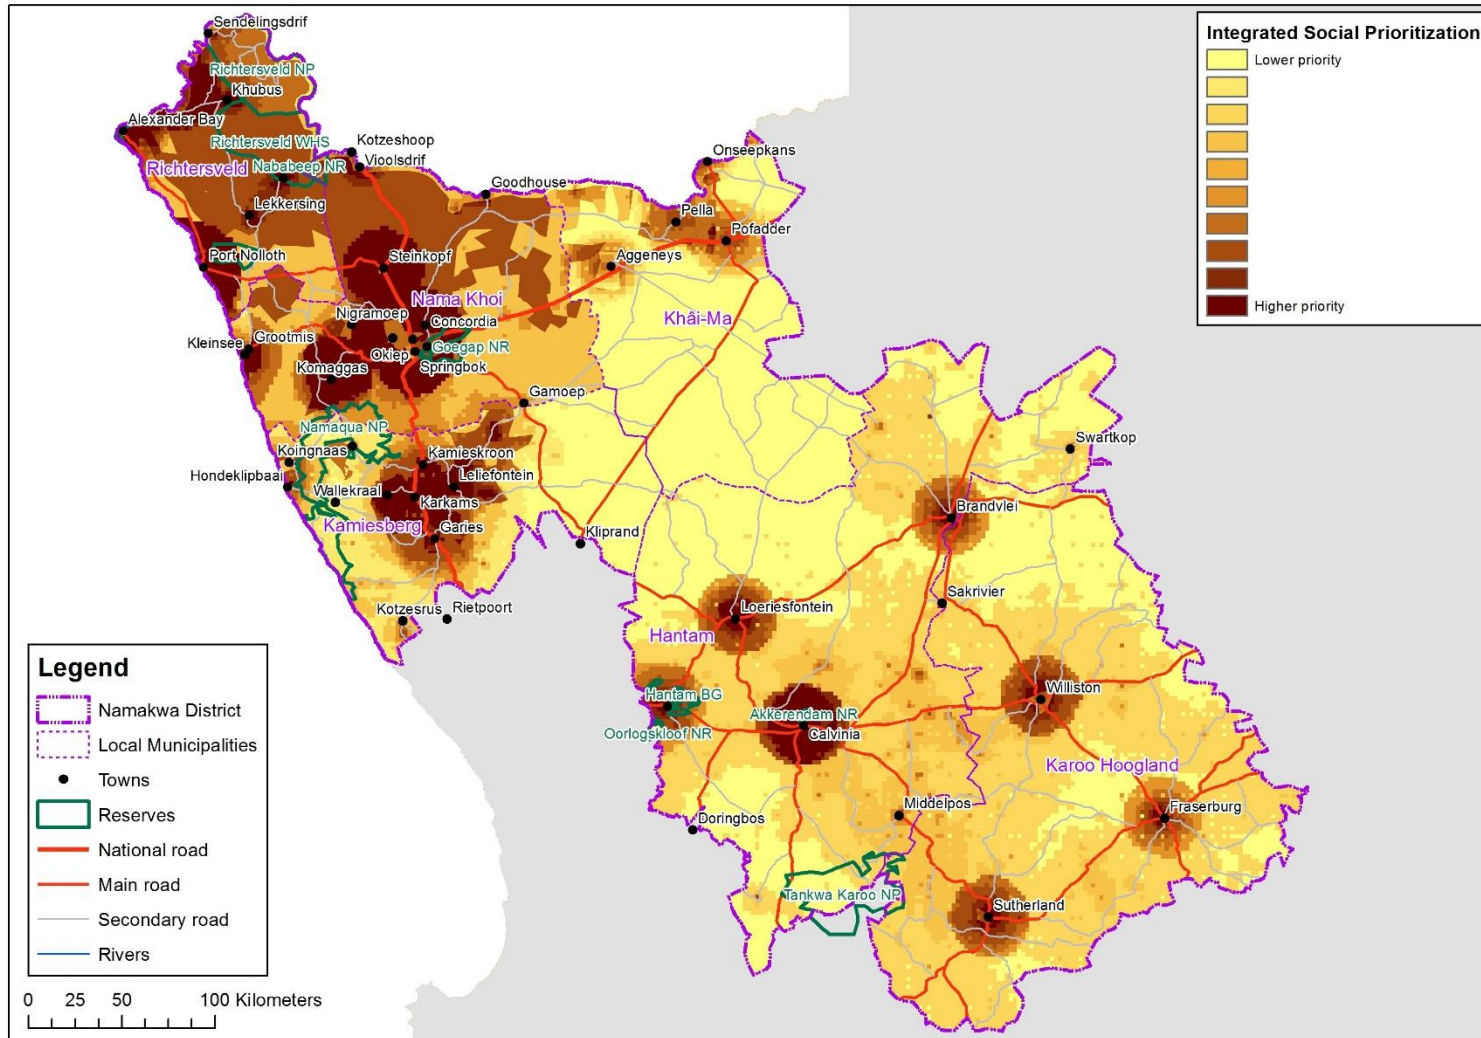 Integrated Social Prioritization
Lower priority
Higher priority
Sendelingsdrif
Richtersveld NP
Khubus
Alexander Bay
Richtersveld WHS
Richtersveld
Nababeep NR
Kotzeshoop
Vioolsdrif
Lekkersing
Goodhouse
Onseepkans
Pella
Pofadder
Port Nolloth
Steinkopf
Aggeneys
Nama Khoi
Khâi-Ma
Nigramoep
Concordia
Kleinsee
Grootmis
Okiep
Goegap NR
Komaggas
Springbok
Gamoep
Namaqua NP
Koingnaas
Kamieskroon
Hondeklipbaai
Leliefontein
Wallekraal
Karkams
Kamiesberg
Garies
Kliprand
Kotzesrus
Rietpoort
Swartkop
Brandvlei
Loeriesfontein
Sakrivier
Hantam
Hantam BG
Williston
Akkerendam NR
Oorlogskloof NR
Calvinia
Karoo Hoogland
Middelpos
Fraserburg
Doringbos
Tankwa Karoo NP
Sutherland
Legend
Namakwa District
Local Municipalities
Towns
Reserves
National road
Main road
Secondary road
Rivers
0 25 50 100 Kilometers